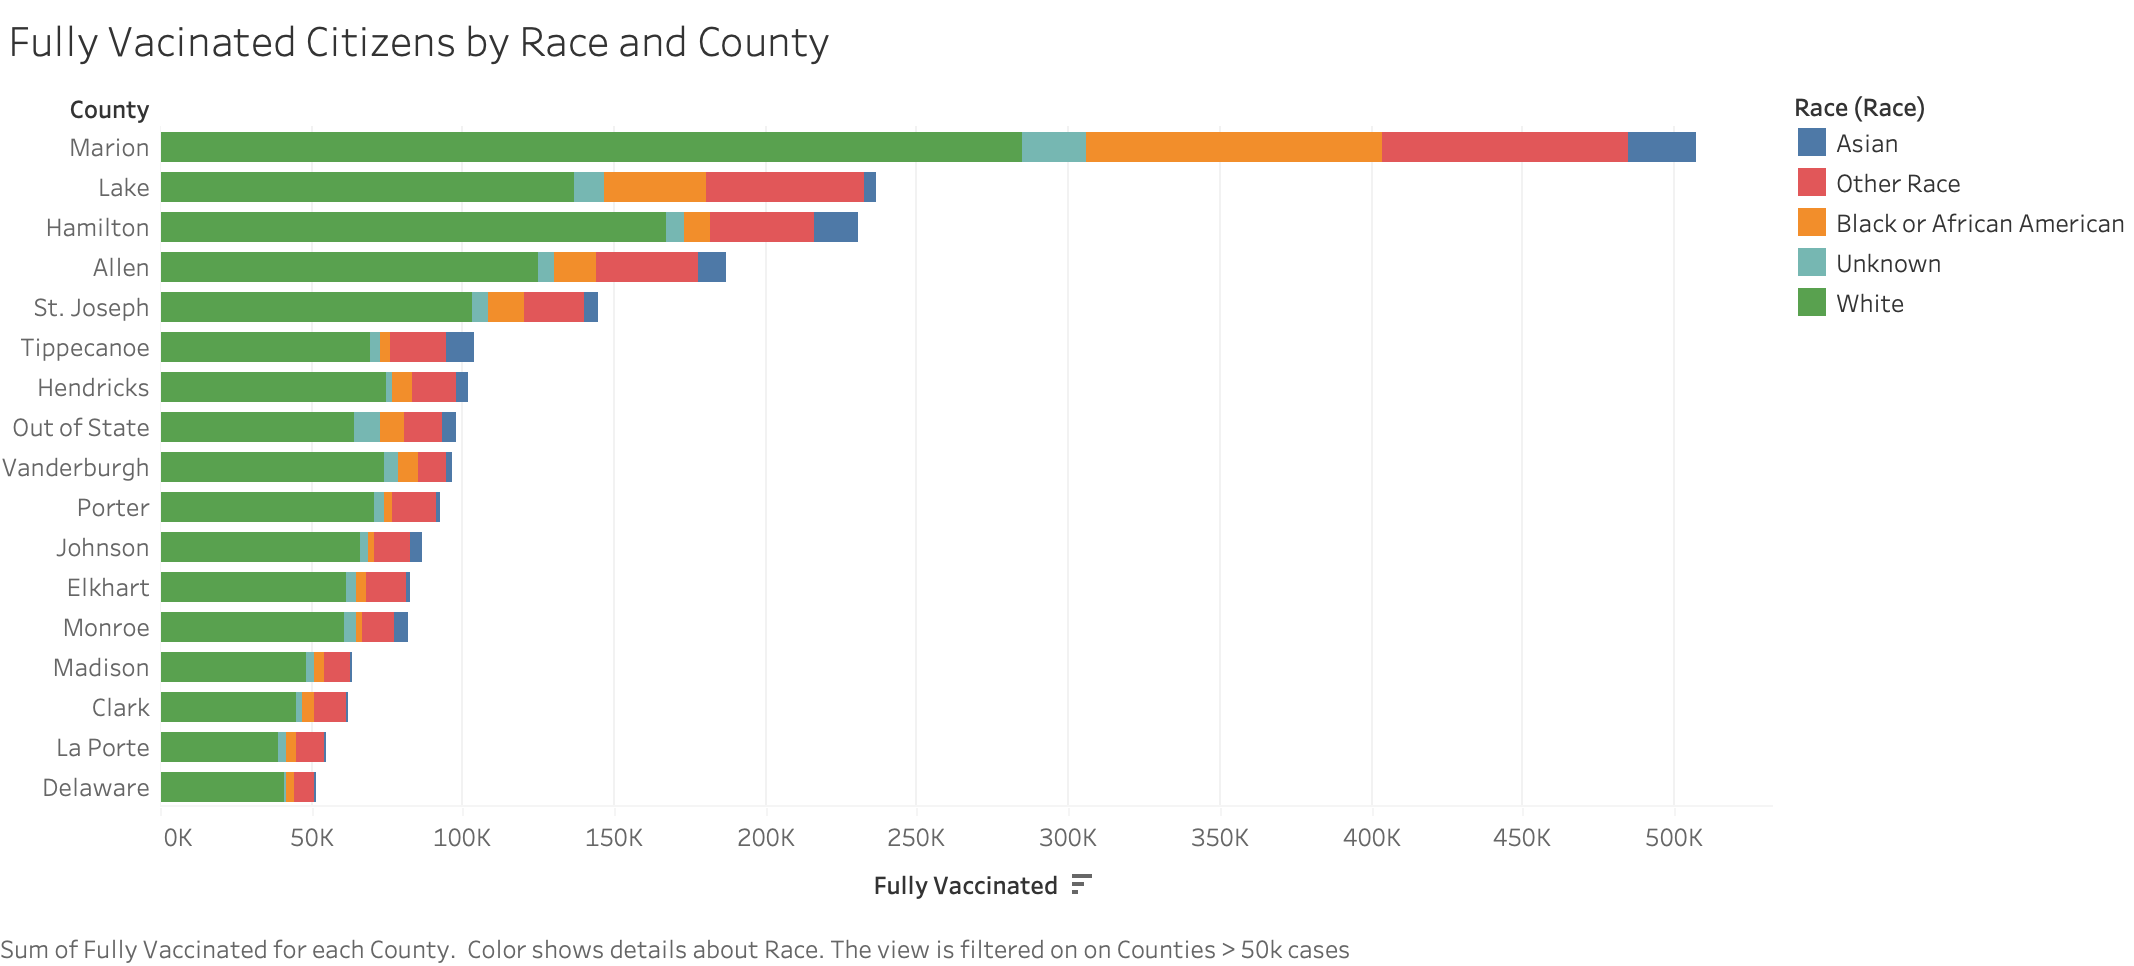 Fully Vacinated Citizens by Race and County
County
Marion
Lake
Hamilton
Allen
St. Joseph
Tippecanoe
Hendricks
Out of State
Vanderburgh
Porter
Johnson
Elkhart
Monroe
Madison
Clark
La Porte
Delaware
0K 50K 100K 150K 200K 250K 300K 350K 400K 450K 500K
Fully Vaccinated
Race (Race)
Asian
Other Race
Black or African American
Unknown
White
Sum of Fully Vaccinated for each County.  Color shows details about Race. The view is filtered on on Counties > 50k cases